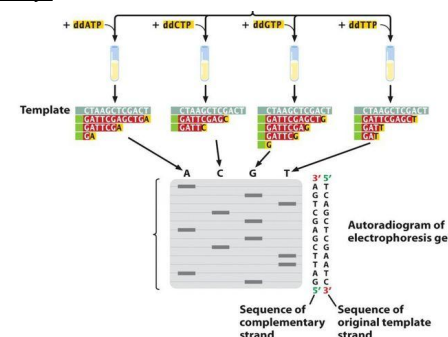 + ddATP + ddCTP + ddGTP + ddTTP
Template CTAAGCTCGACT CTAAGCTCGACT CTAAGCTCGACT CTAAGCTCGACT
GATTCGAGCTGA GATTCGAGC GATTCGAGCTG GATTCGAGCT
GATTCGA GATTC GATTCGAG GATT
GA GATTCG GAT
G
A C G T
3' 5'
A T
G C
T A
C G
G C
A T
G C
C G
T A
T A
A T
G C
5' 3'
Autoradiogram of
electrophoresis ge
Sequence of Sequence of
complementary original template
strand strand